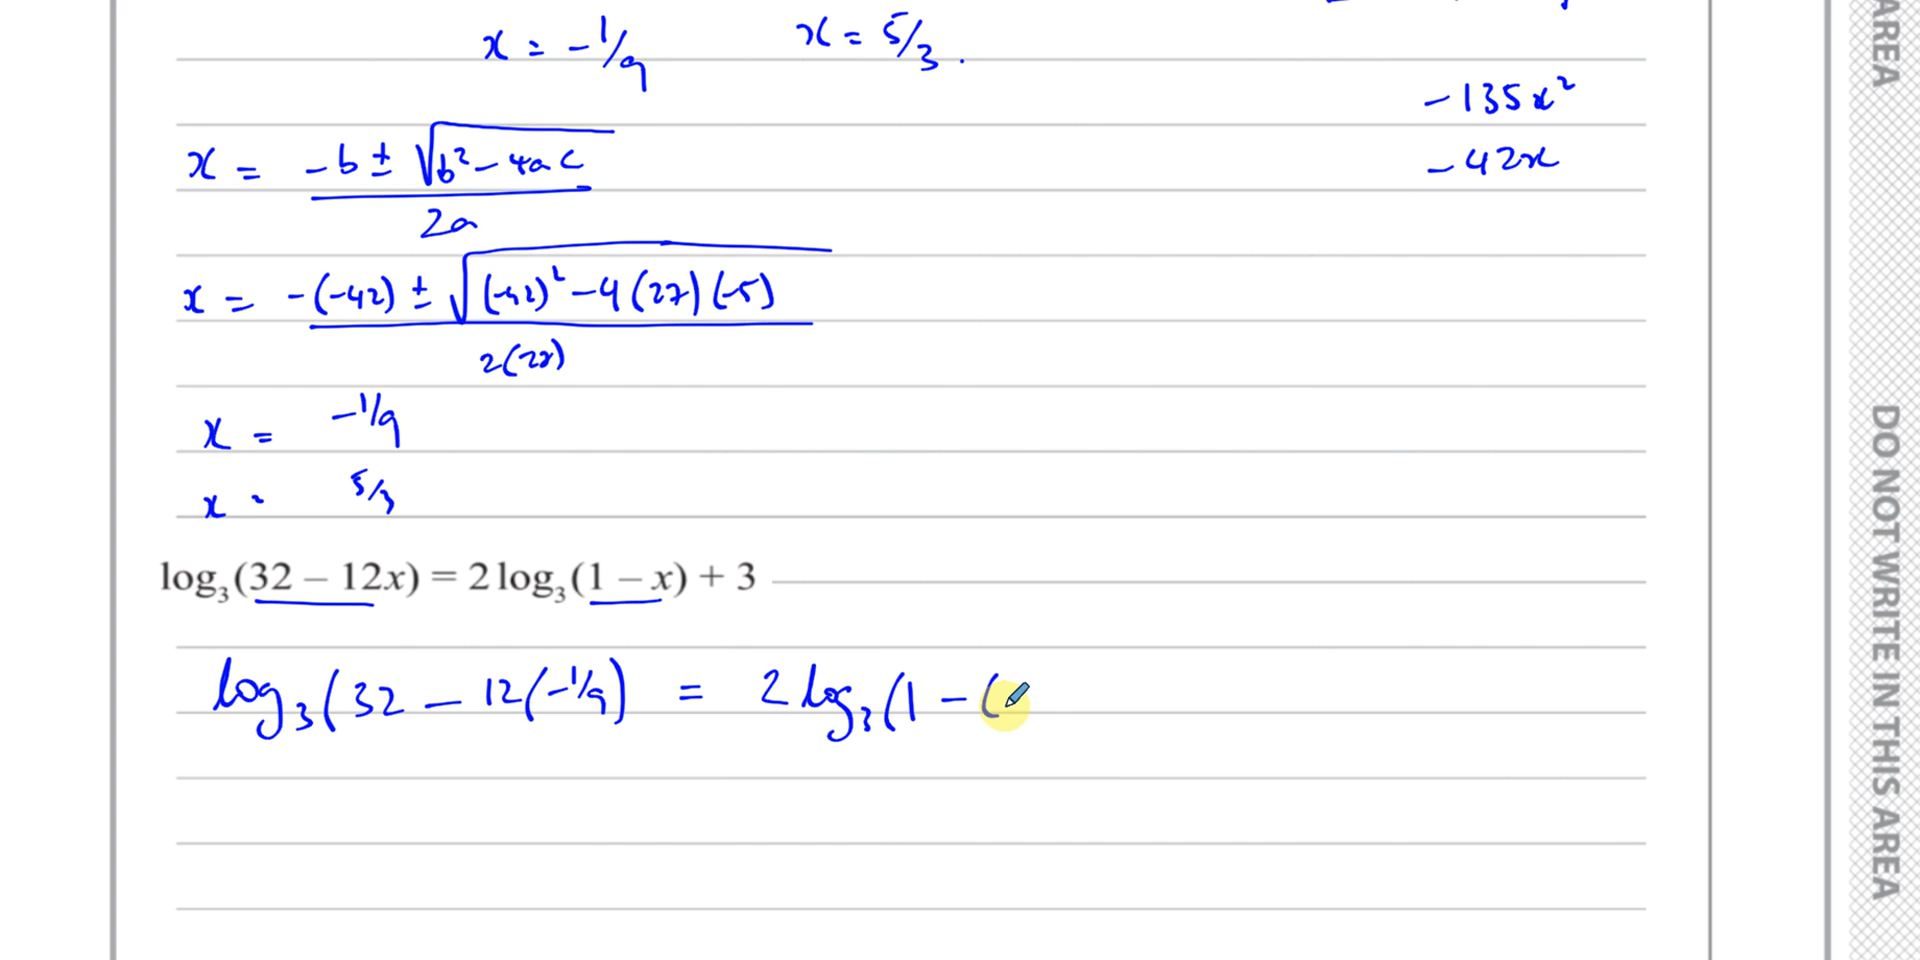 x = -1/9 x = 5/3.
-135x²
-42x
x = -b ± √b² - 4ac
2a
x = -(-42) ± √(-42)² - 4(27)(-5)
2(27)
x = -1/9
x = 5/3
log₃(32 – 12x) = 2 log₃(1 – x) + 3
log₃(32 - 12(-1/9) = 2 log₃(1 - (
AREA
DO NOT WRITE IN THIS AREA